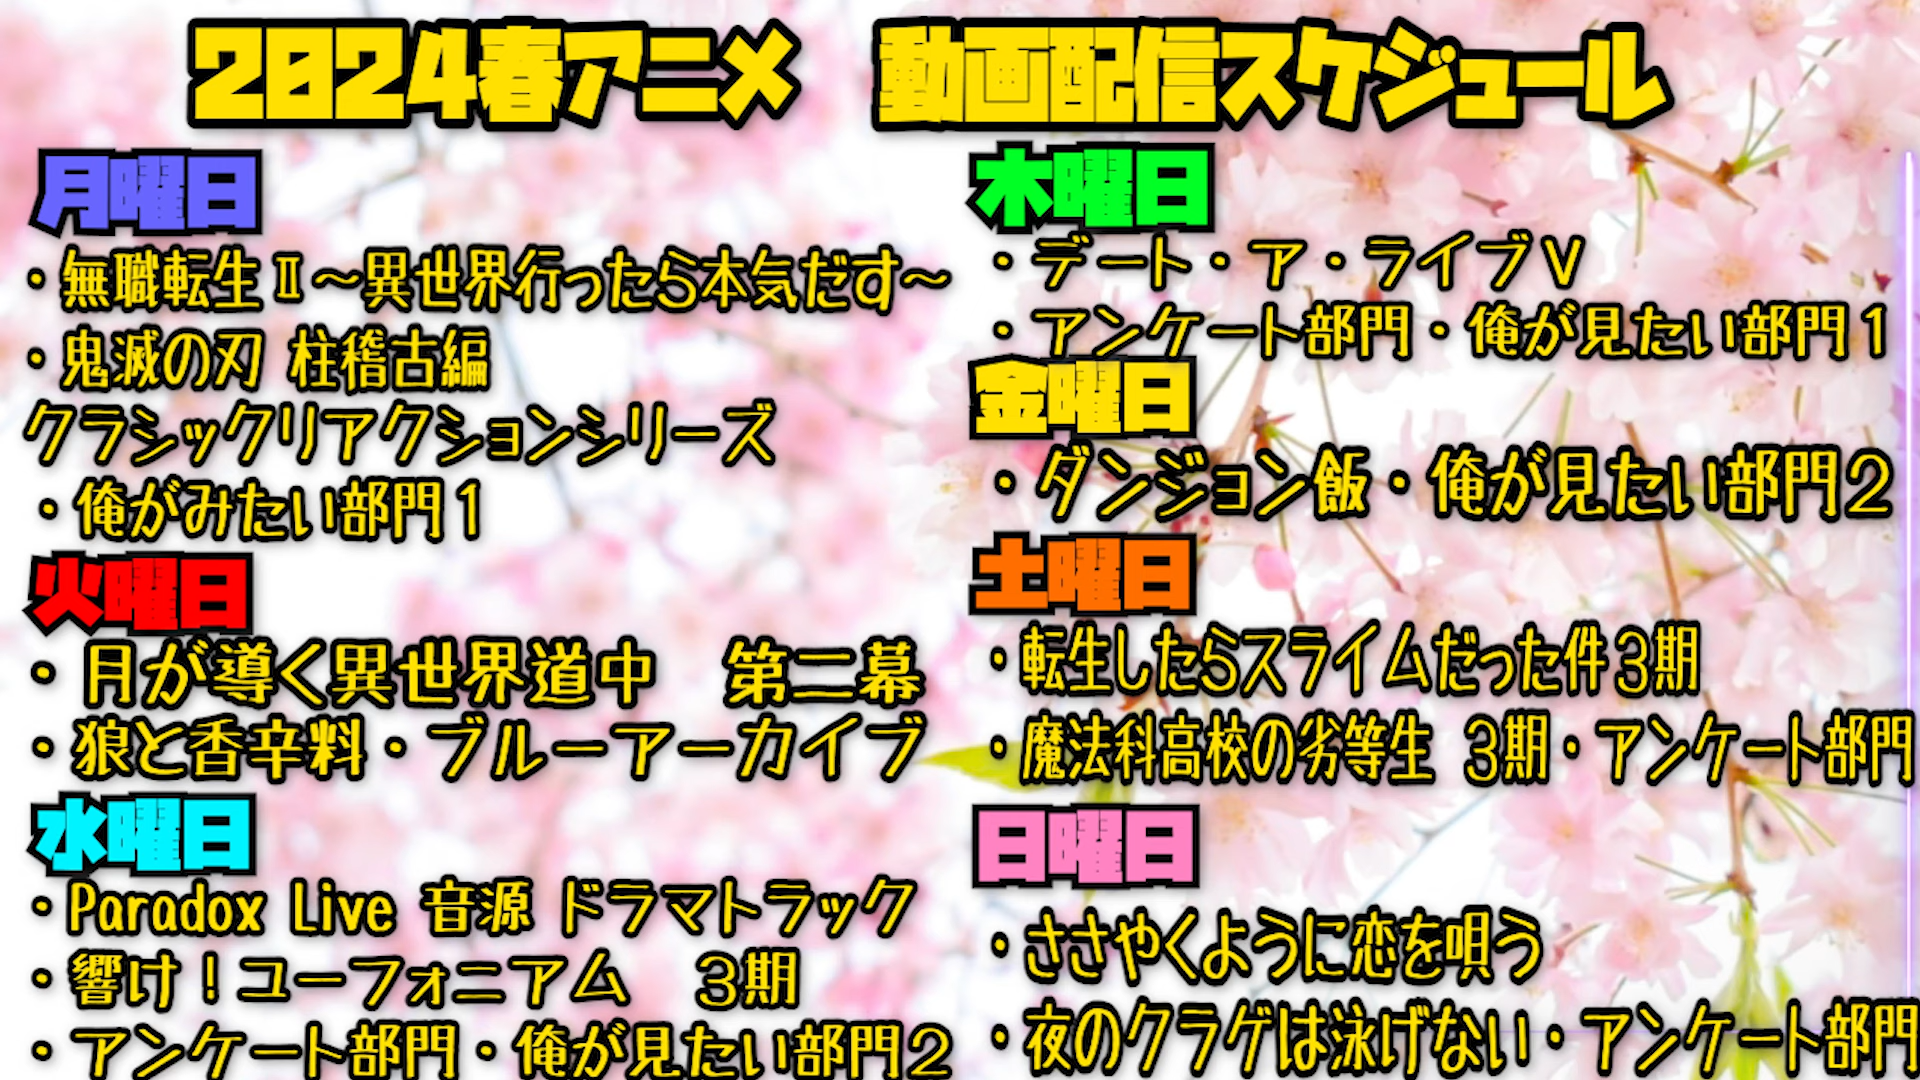 2024春アニメ　動画配信スケジュール
月曜日
・無職転生Ⅱ～異世界行ったら本気だす～
・鬼滅の刃 柱稽古編
クラシックリアクションシリーズ
・俺がみたい部門１
火曜日
・月が導く異世界道中　第二幕
・狼と香辛料・ブルーアーカイブ
水曜日
・Paradox Live 音源 ドラマトラック
・響け！ユーフォニアム　３期
・アンケート部門・俺が見たい部門２
木曜日
・デート・ア・ライブⅤ
・アンケート部門・俺が見たい部門１
金曜日
・ダンジョン飯・俺が見たい部門２
土曜日
・転生したらスライムだった件３期
・魔法科高校の劣等生 ３期・アンケート部門
日曜日
・ささやくように恋を唄う
・夜のクラゲは泳げない・アンケート部門